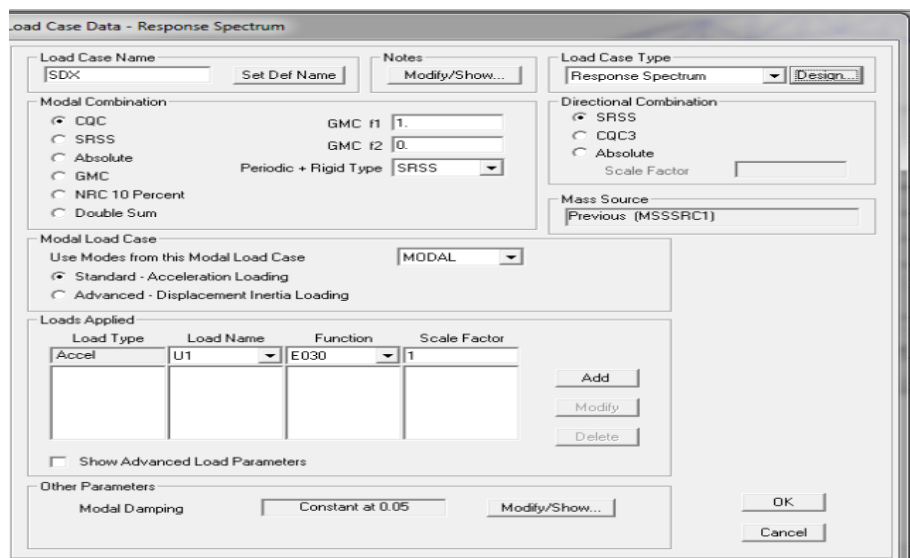 Load Case Data - Response Spectrum
Load Case Name
Notes
Load Case Type
SDX
Set Def Name
Modify/Show...
Response Spectrum
Design...
Modal Combination
Directional Combination
CQC
GMC f1
1.
SRSS
SRSS
GMC f2
0.
CQC3
Absolute
Periodic + Rigid Type
SRSS
Absolute
GMC
Scale Factor
NRC 10 Percent
Double Sum
Mass Source
Previous (MSSSRC1)
Modal Load Case
Use Modes from this Modal Load Case
MODAL
Standard - Acceleration Loading
Advanced - Displacement Inertia Loading
Loads Applied
Load Type Load Name Function Scale Factor
Accel U1 E030 1
Add
Modify
Delete
Show Advanced Load Parameters
Other Parameters
Modal Damping
Constant at 0.05
Modify/Show...
OK
Cancel